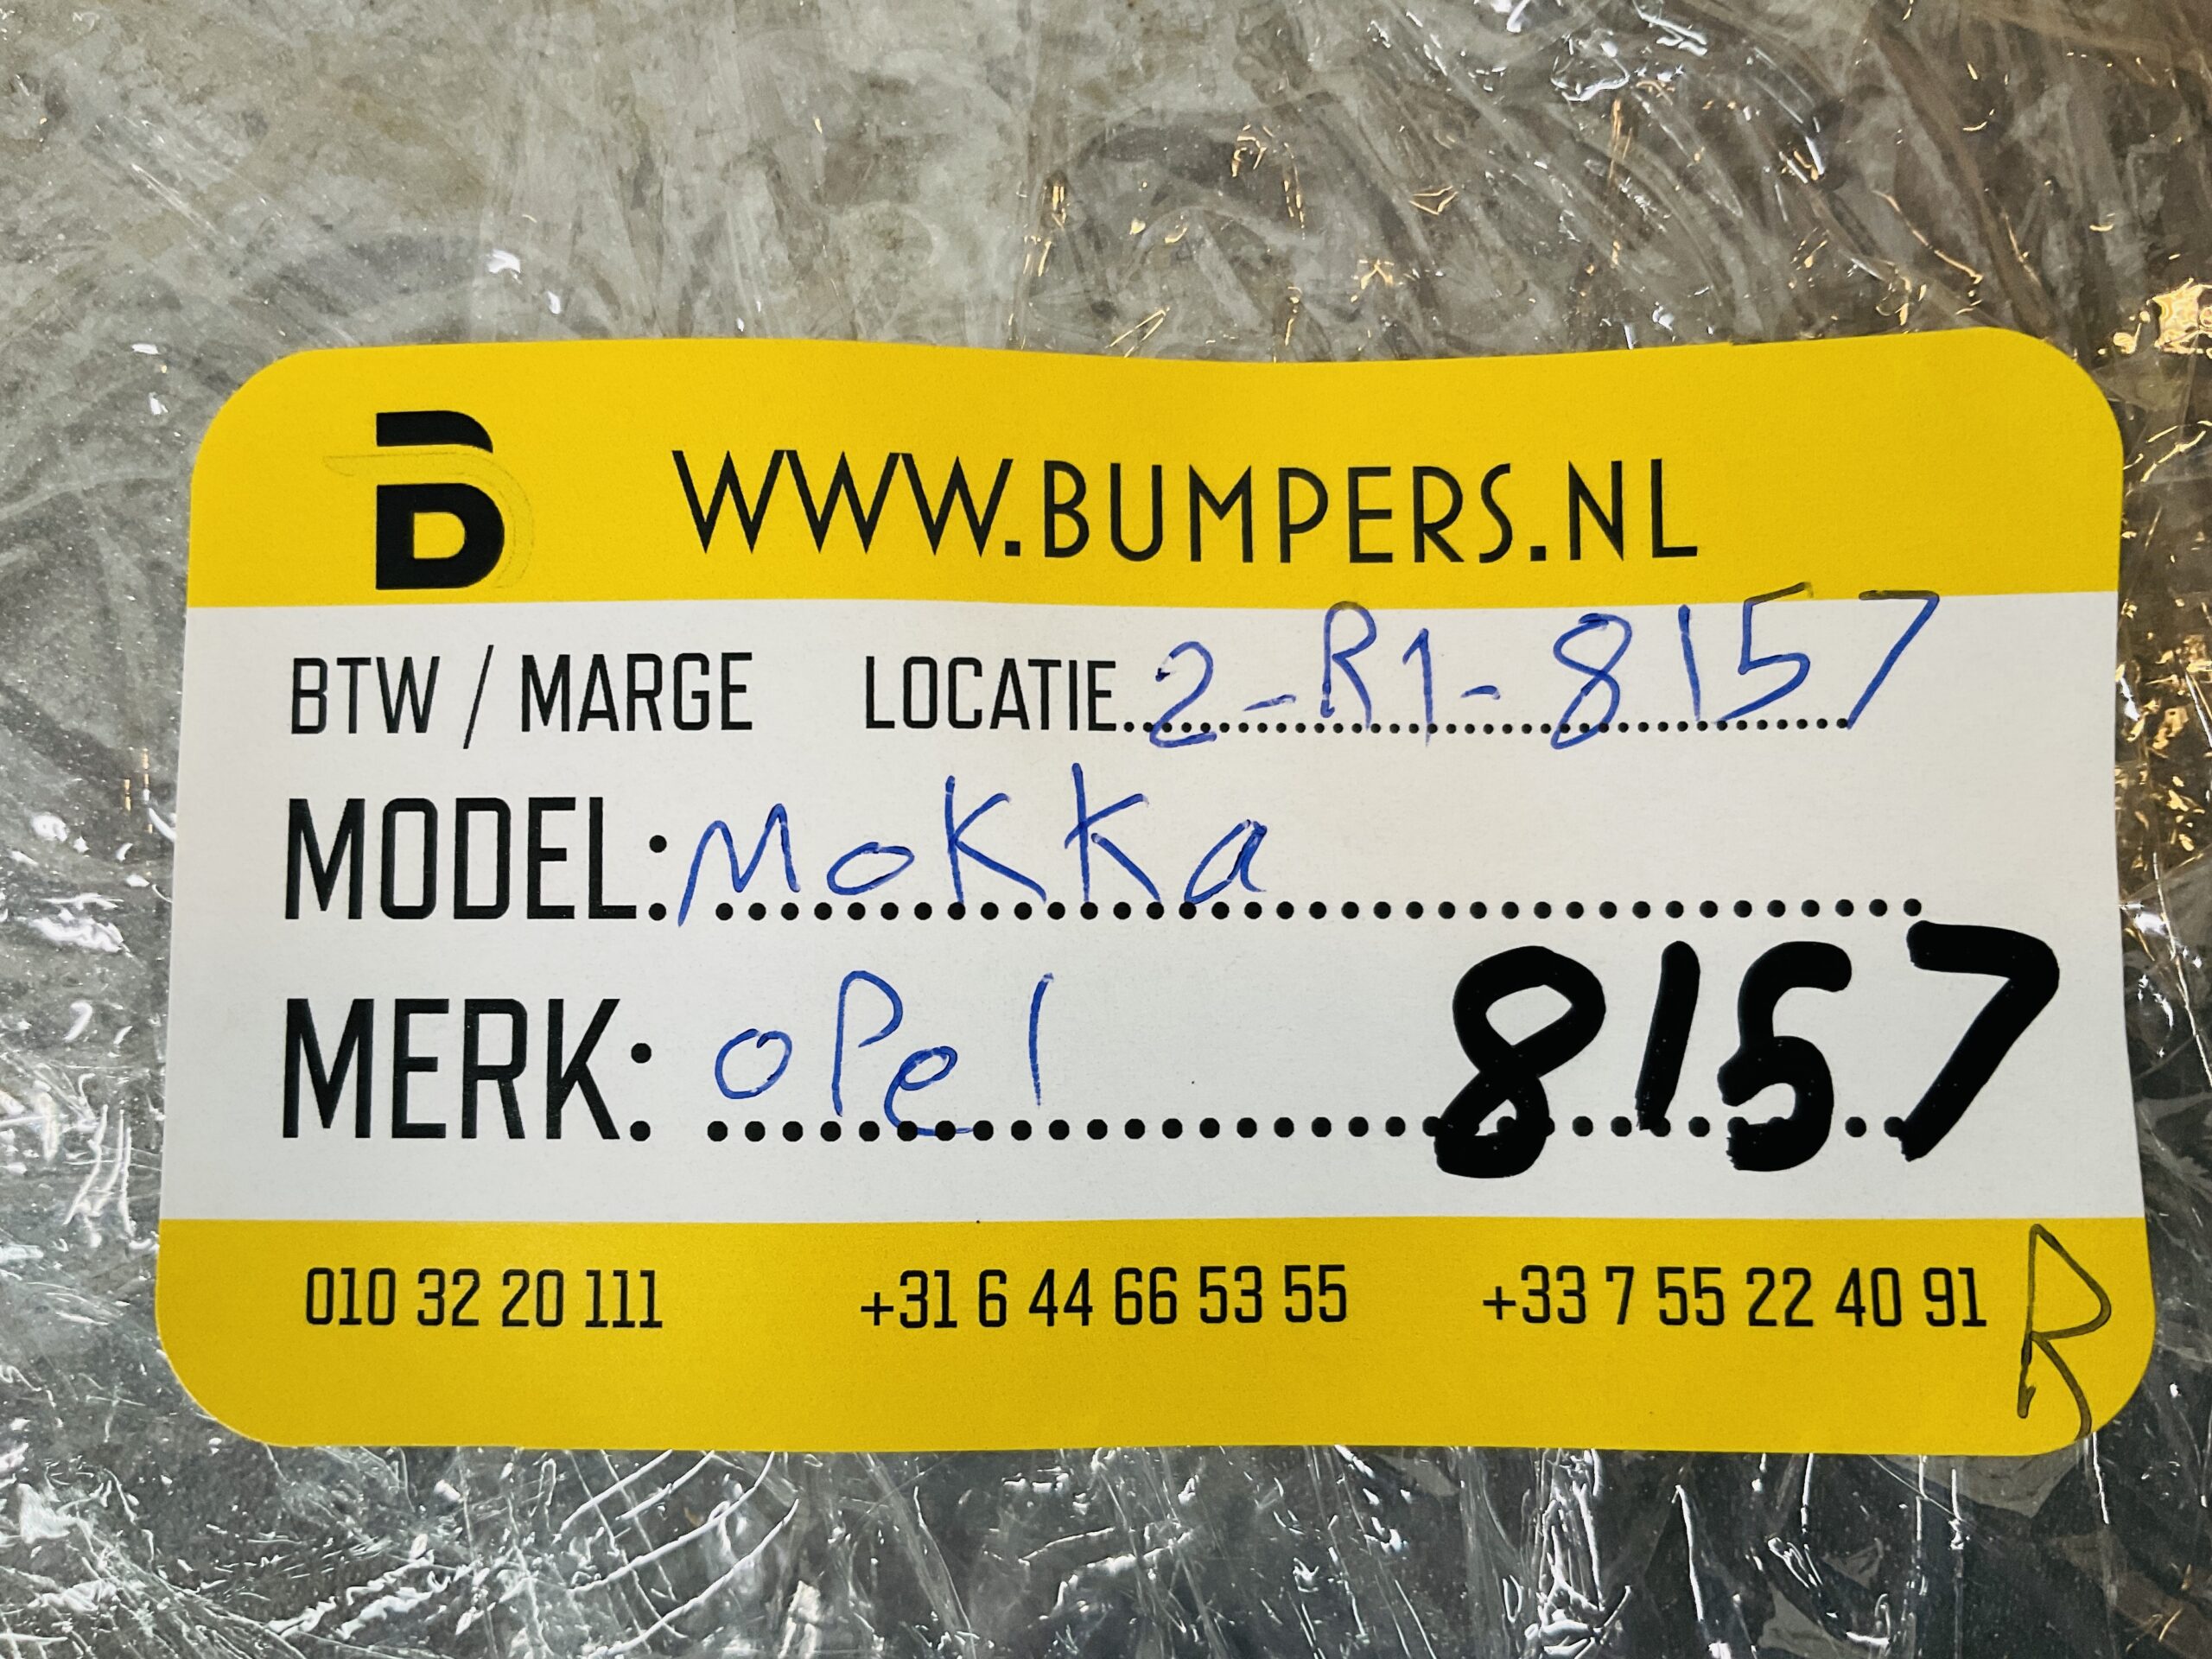 B WWW.BUMPERS.NL
BTW / MARGE LOCATIE 2-R1-8157
MODEL: Mokka
MERK: oPel 8157
010 32 20 111 +31 6 44 66 53 55 +33 7 55 22 40 91 R